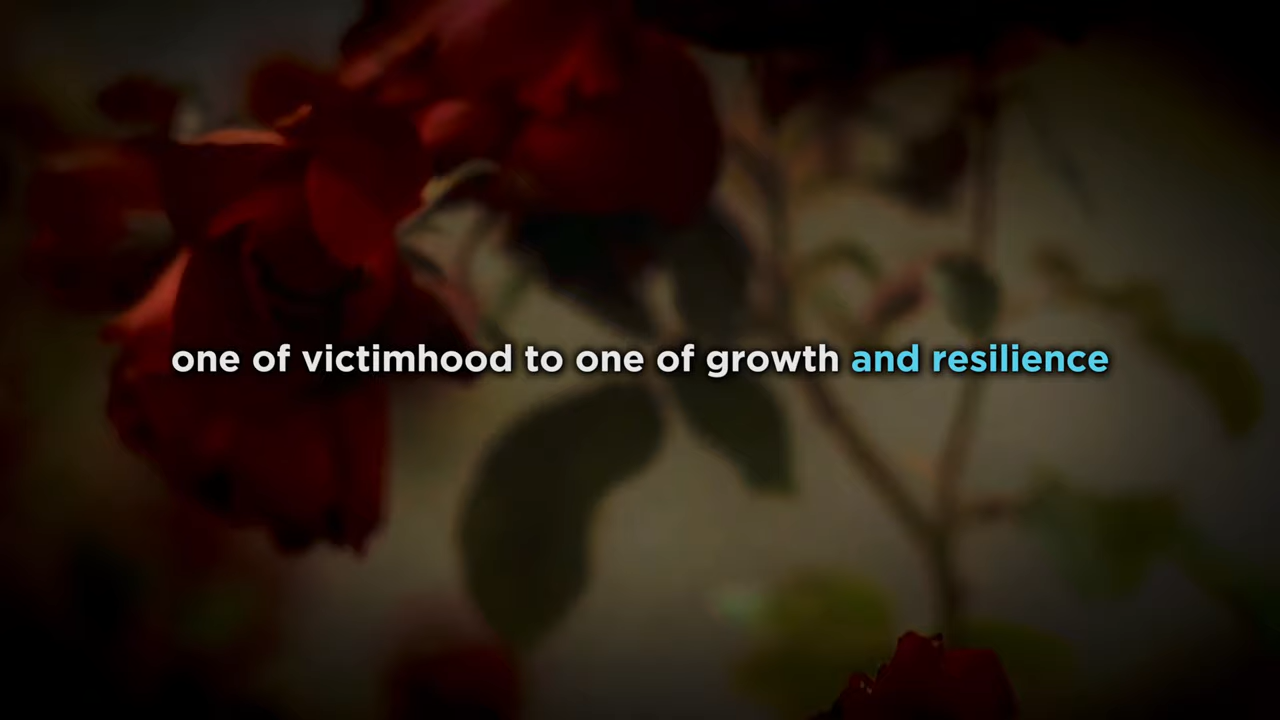 one of victimhood to one of growth and resilience